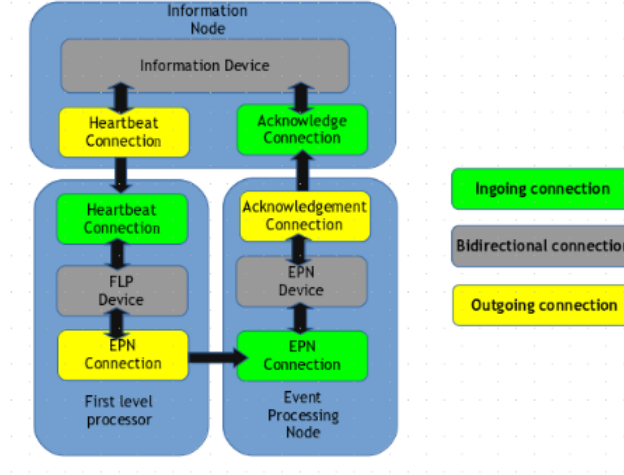 Information
Node
Information Device
Heartbeat
Connection
Acknowledge
Connection
Heartbeat
Connection
Acknowledgement
Connection
FLP
Device
EPN
Device
EPN
Connection
EPN
Connection
First level
processor
Event
Processing
Node
Ingoing connection
Bidirectional connection
Outgoing connection